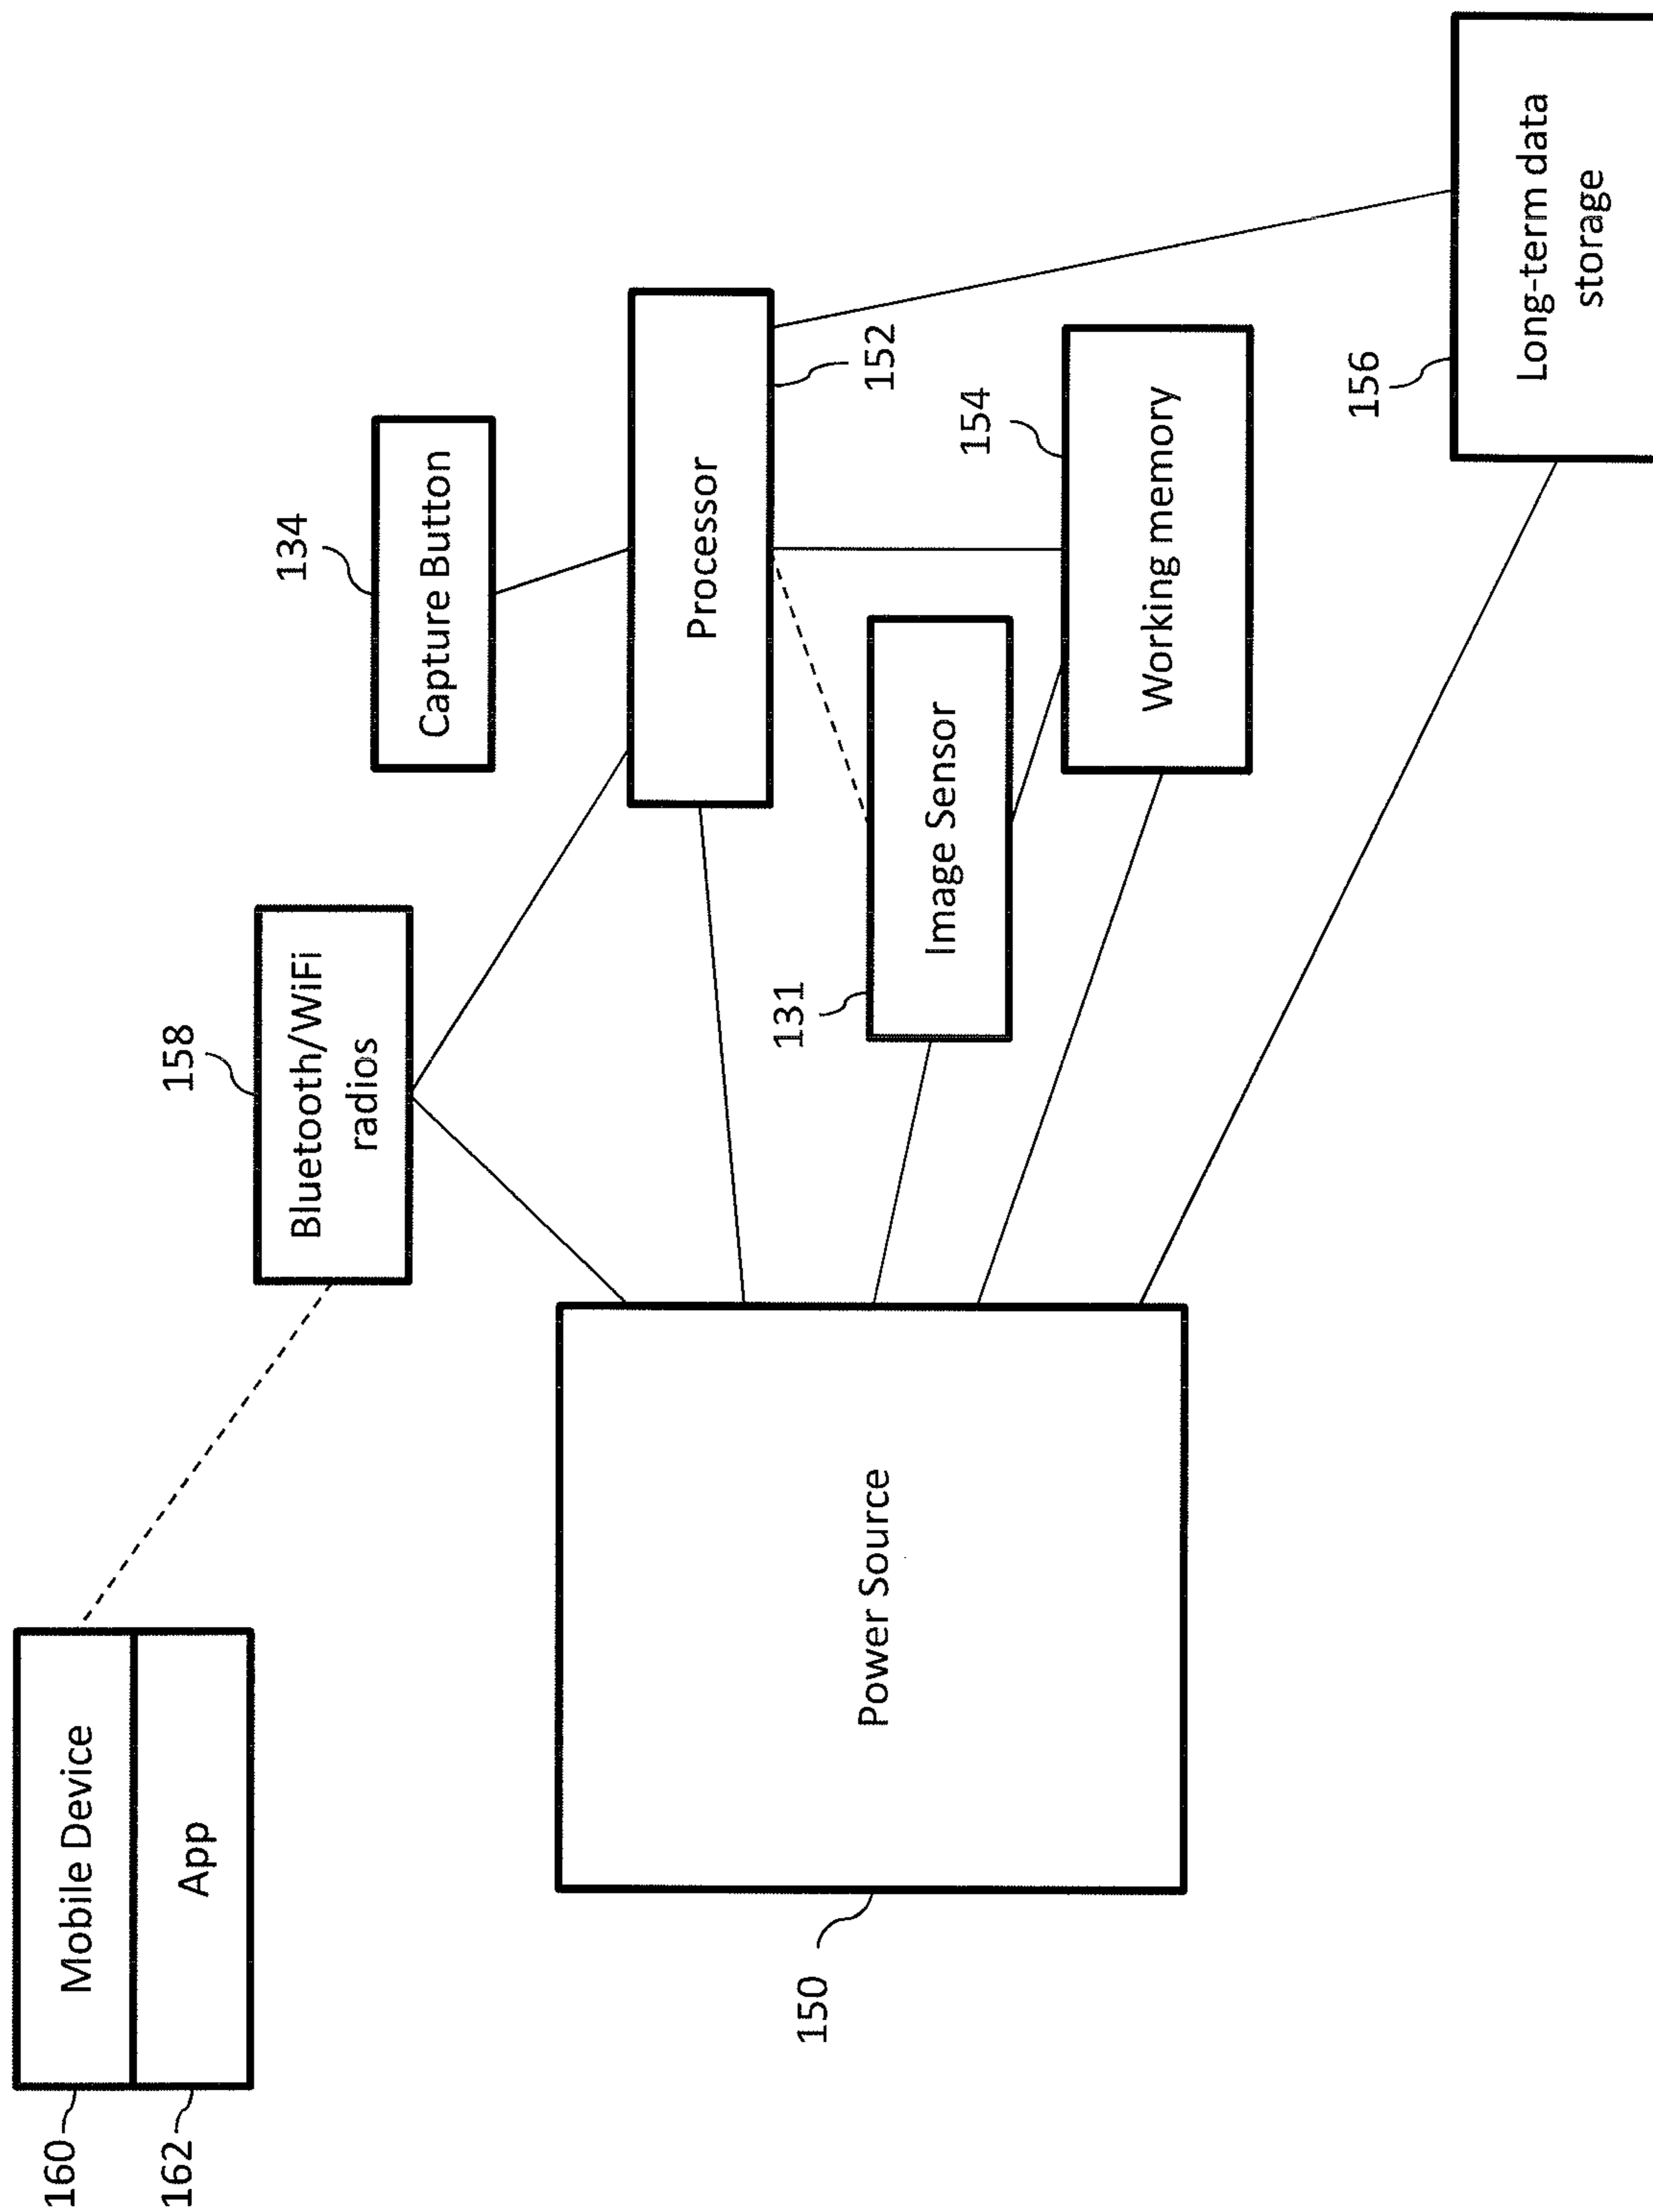 160
Mobile Device
162
App
158
Bluetooth/WiFi
radios
134
Capture Button
150
Power Source
Processor
152
131
Image Sensor
154
Working memory
156
Long-term data
storage